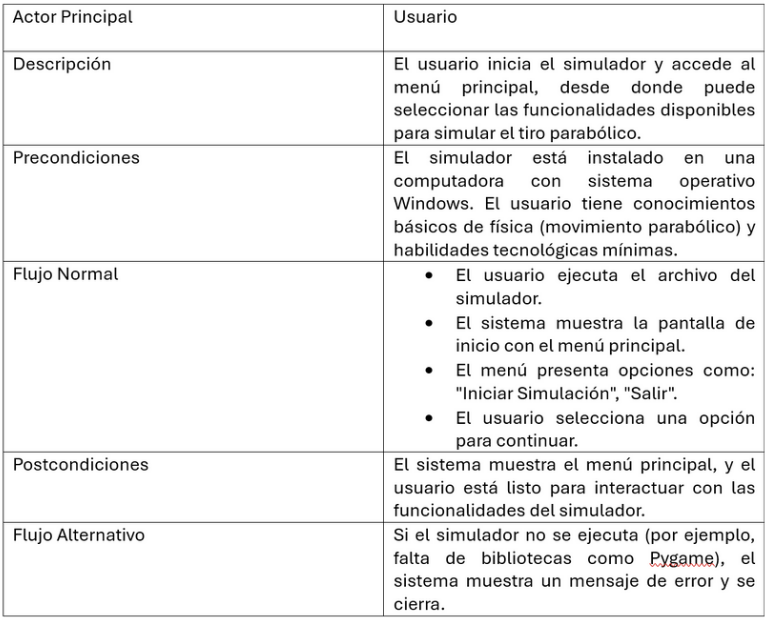 Actor Principal
Usuario
Descripción
El usuario inicia el simulador y accede al
menú principal, desde donde puede
seleccionar las funcionalidades disponibles
para simular el tiro parabólico.
Precondiciones
El simulador está instalado en una
computadora con sistema operativo
Windows. El usuario tiene conocimientos
básicos de física (movimiento parabólico) y
habilidades tecnológicas mínimas.
Flujo Normal
• El usuario ejecuta el archivo del
simulador.
• El sistema muestra la pantalla de
inicio con el menú principal.
• El menú presenta opciones como:
"Iniciar Simulación", "Salir".
• El usuario selecciona una opción
para continuar.
Postcondiciones
El sistema muestra el menú principal, y el
usuario está listo para interactuar con las
funcionalidades del simulador.
Flujo Alternativo
Si el simulador no se ejecuta (por ejemplo,
falta de bibliotecas como Pygame), el
sistema muestra un mensaje de error y se
cierra.